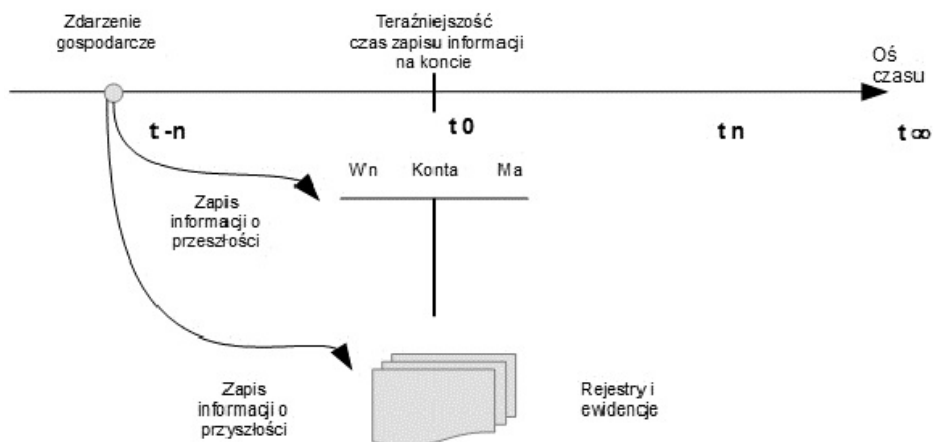 Zdarzenie
gospodarcze
Teraźniejszość
czas zapisu informacji
na koncie
Oś
czasu
t -n
t 0
t n
t ∞
Wn Konta Ma
Zapis
informacji o
przeszłości
Zapis
informacji o
przyszłości
Rejestry i
ewidencje